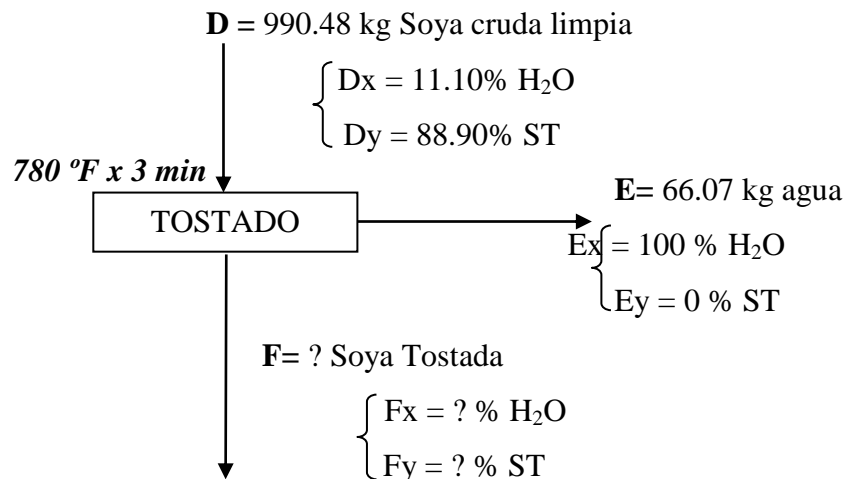 D = 990.48 kg Soya cruda limpia
Dx = 11.10% H₂O
Dy = 88.90% ST
780 ºF x 3 min
TOSTADO
E= 66.07 kg agua
Ex = 100 % H₂O
Ey = 0 % ST
F= ? Soya Tostada
Fx = ? % H₂O
Fy = ? % ST